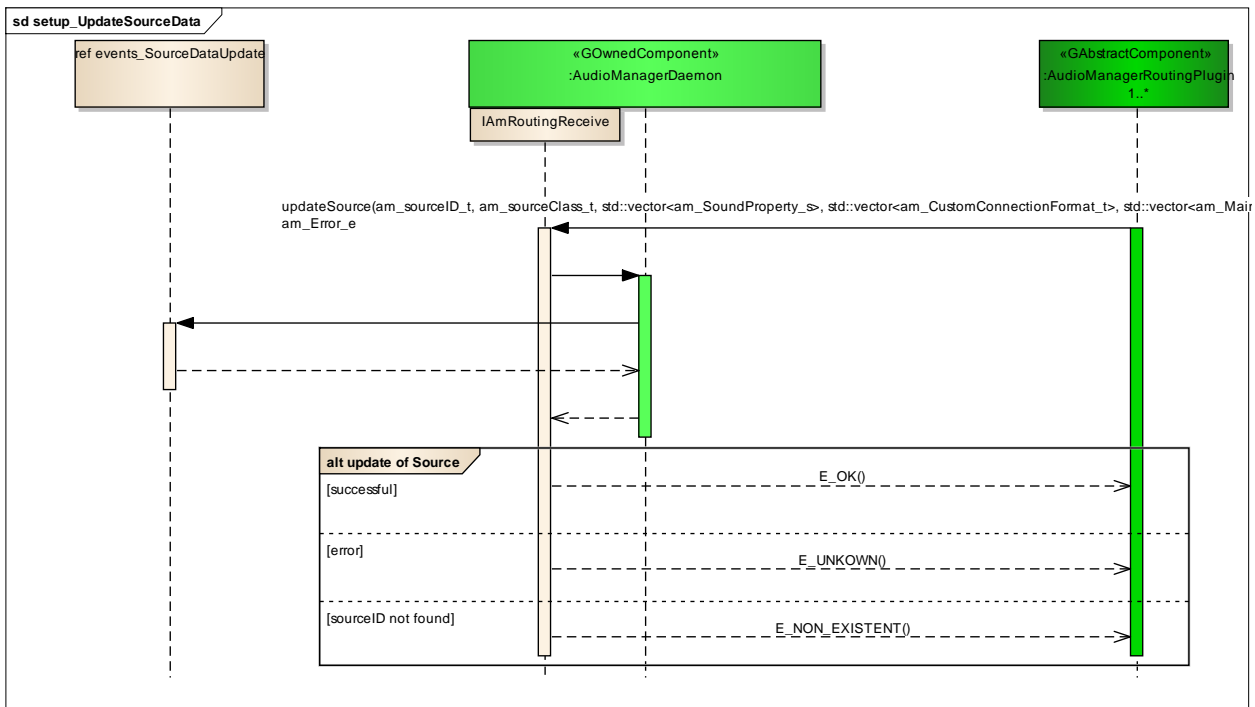 sd setup_UpdateSourceData
ref events_SourceDataUpdate
«GOwnedComponent»
:AudioManagerDaemon
«GAbstractComponent»
:AudioManagerRoutingPlugin
1..*
IAmRoutingReceive
updateSource(am_sourceID_t, am_sourceClass_t, std::vector<am_SoundProperty_s>, std::vector<am_CustomConnectionFormat_t>, std::vector<am_Mai
am_Error_e
alt update of Source
[successful]
E_OK()
[error]
E_UNKOWN()
[sourceID not found]
E_NON_EXISTENT()